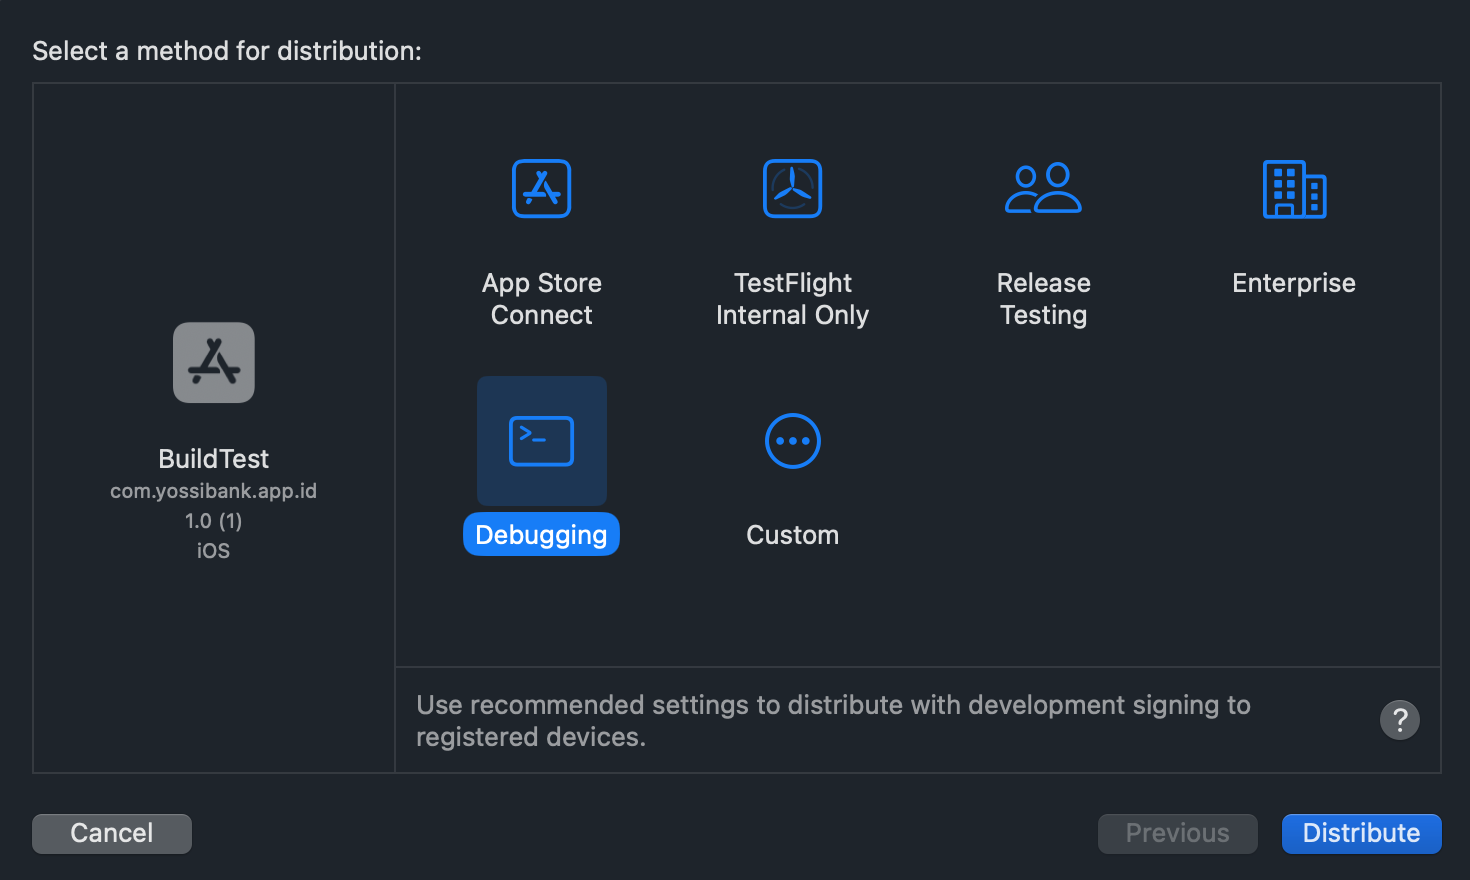 Select a method for distribution:
BuildTest
com.yossibank.app.id
1.0 (1)
iOS
App Store
Connect
TestFlight
Internal Only
Release
Testing
Enterprise
>_
Debugging
Custom
Use recommended settings to distribute with development signing to
registered devices.
?
Cancel
Previous
Distribute